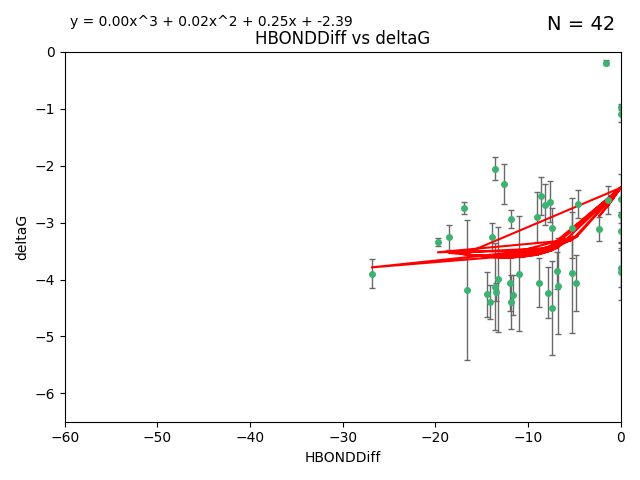 y = 0.00x^3 + 0.02x^2 + 0.25x + -2.39
N = 42
HBONDDiff vs deltaG
0
−1
−2
−3
−4
−5
−6
deltaG
−60
−50
−40
−30
−20
−10
0
HBONDDiff